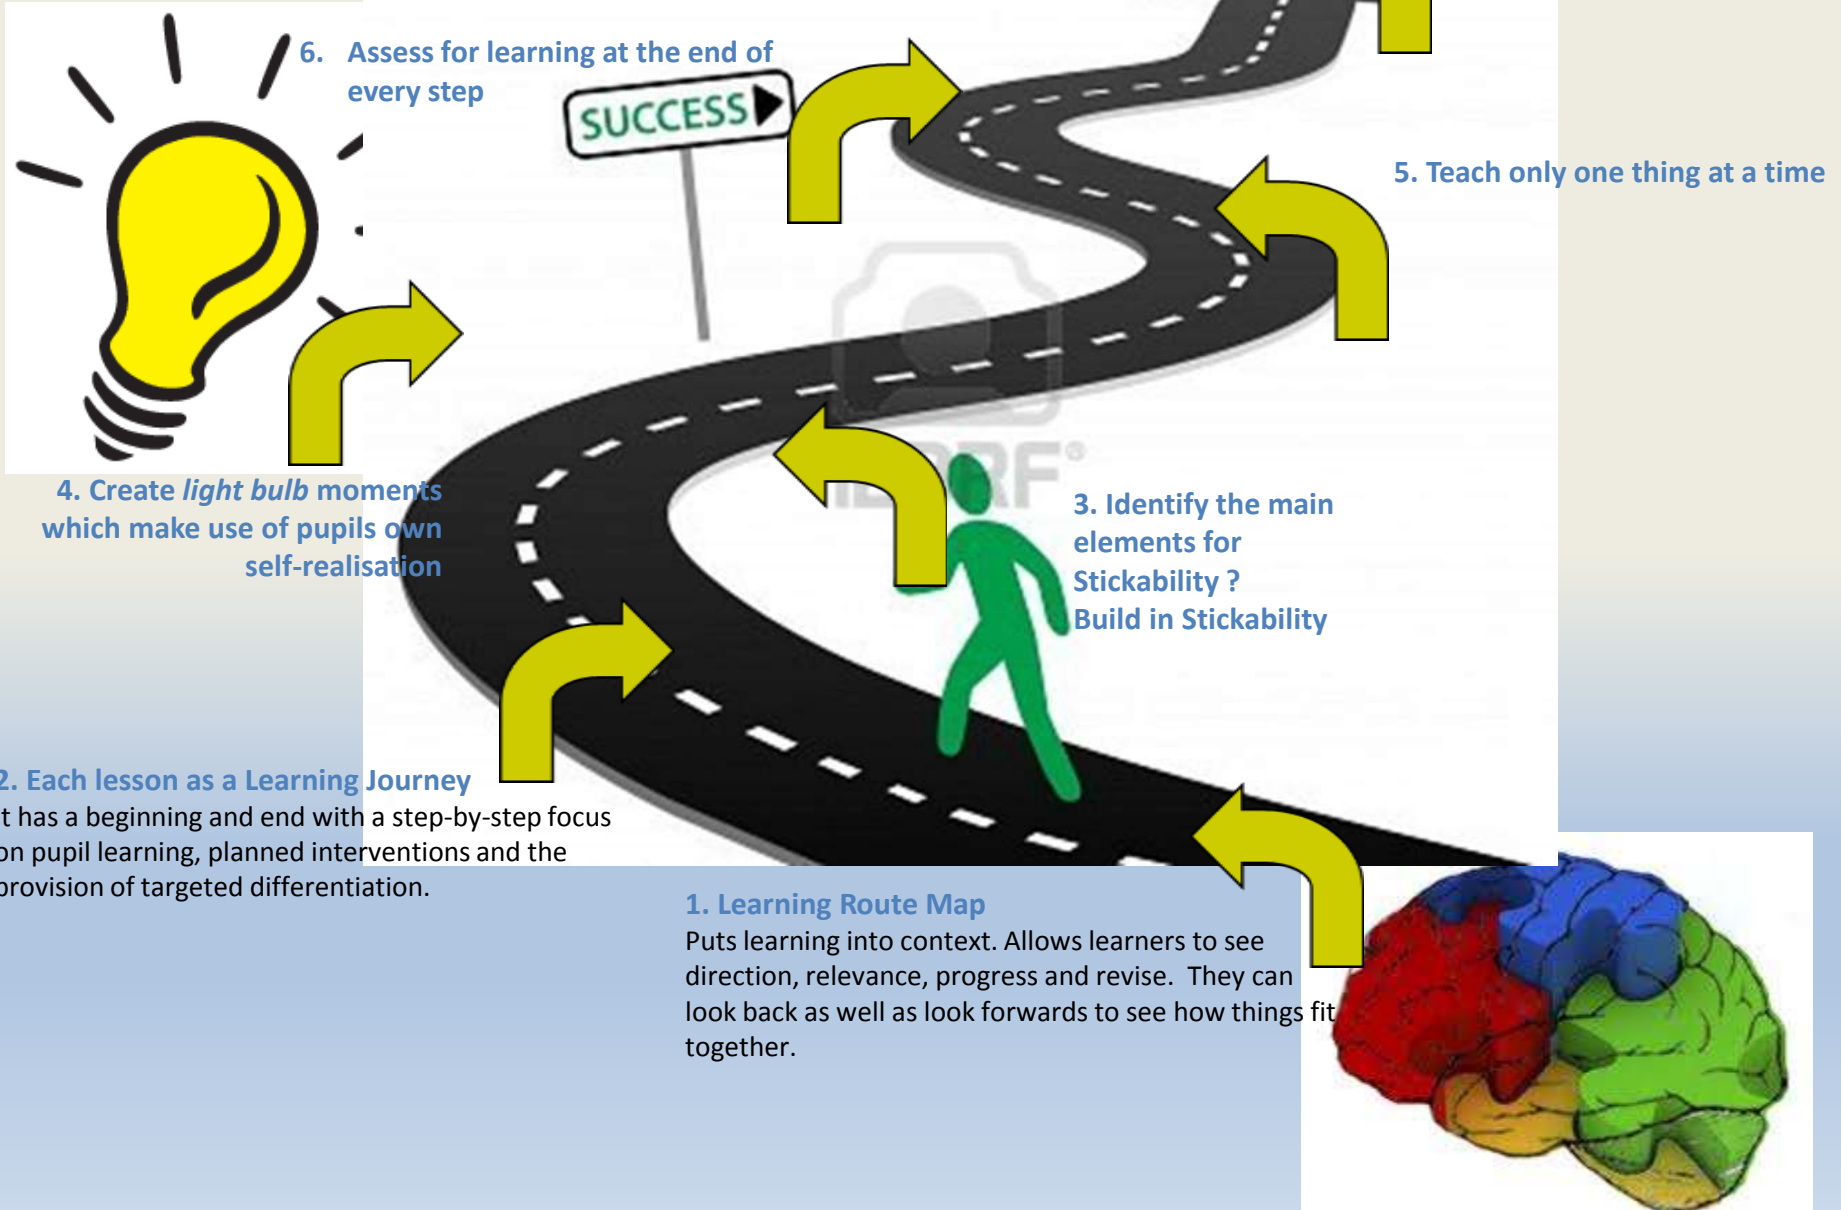 6. Assess for learning at the end of
every step
SUCCESS
5. Teach only one thing at a time
4. Create light bulb moments
which make use of pupils own
self-realisation
3. Identify the main
elements for
Stickability ?
Build in Stickability
2. Each lesson as a Learning Journey
t has a beginning and end with a step-by-step focus
on pupil learning, planned interventions and the
provision of targeted differentiation.
1. Learning Route Map
Puts learning into context. Allows learners to see
direction, relevance, progress and revise. They can
look back as well as look forwards to see how things fit
together.